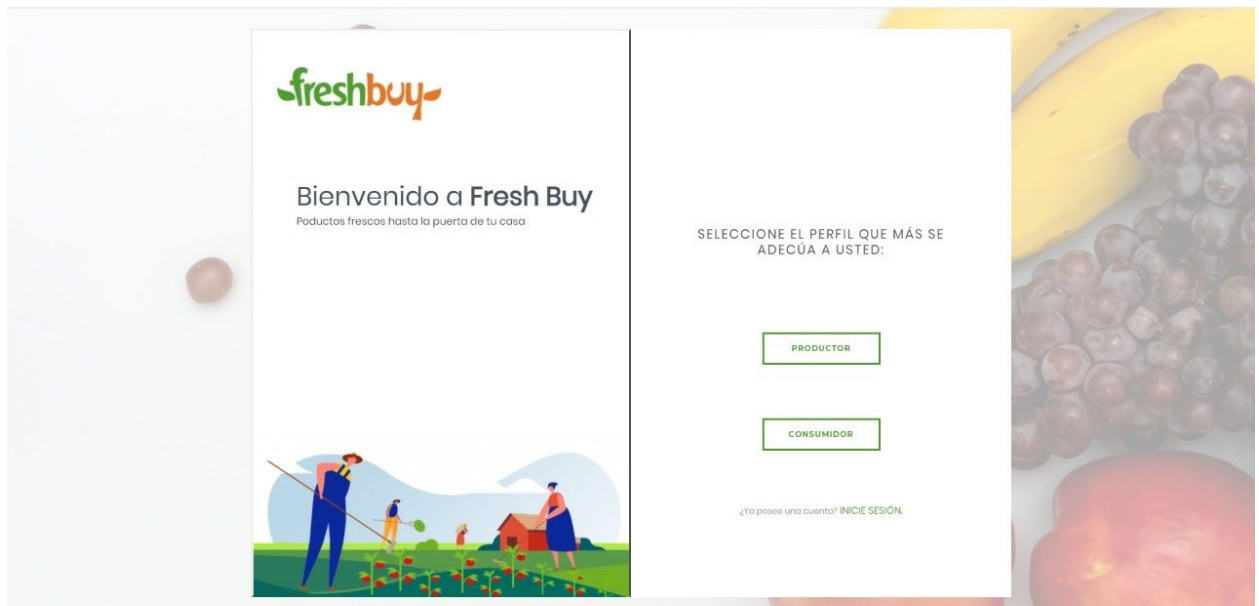 freshbuy
Bienvenido a Fresh Buy
Poductos frescos hasta la puerta de tu casa
SELECCIONE EL PERFIL QUE MÁS SE
ADECÚA A USTED:
PRODUCTOR
CONSUMIDOR
¿Ya posee una cuenta? INICIE SESIÓN.